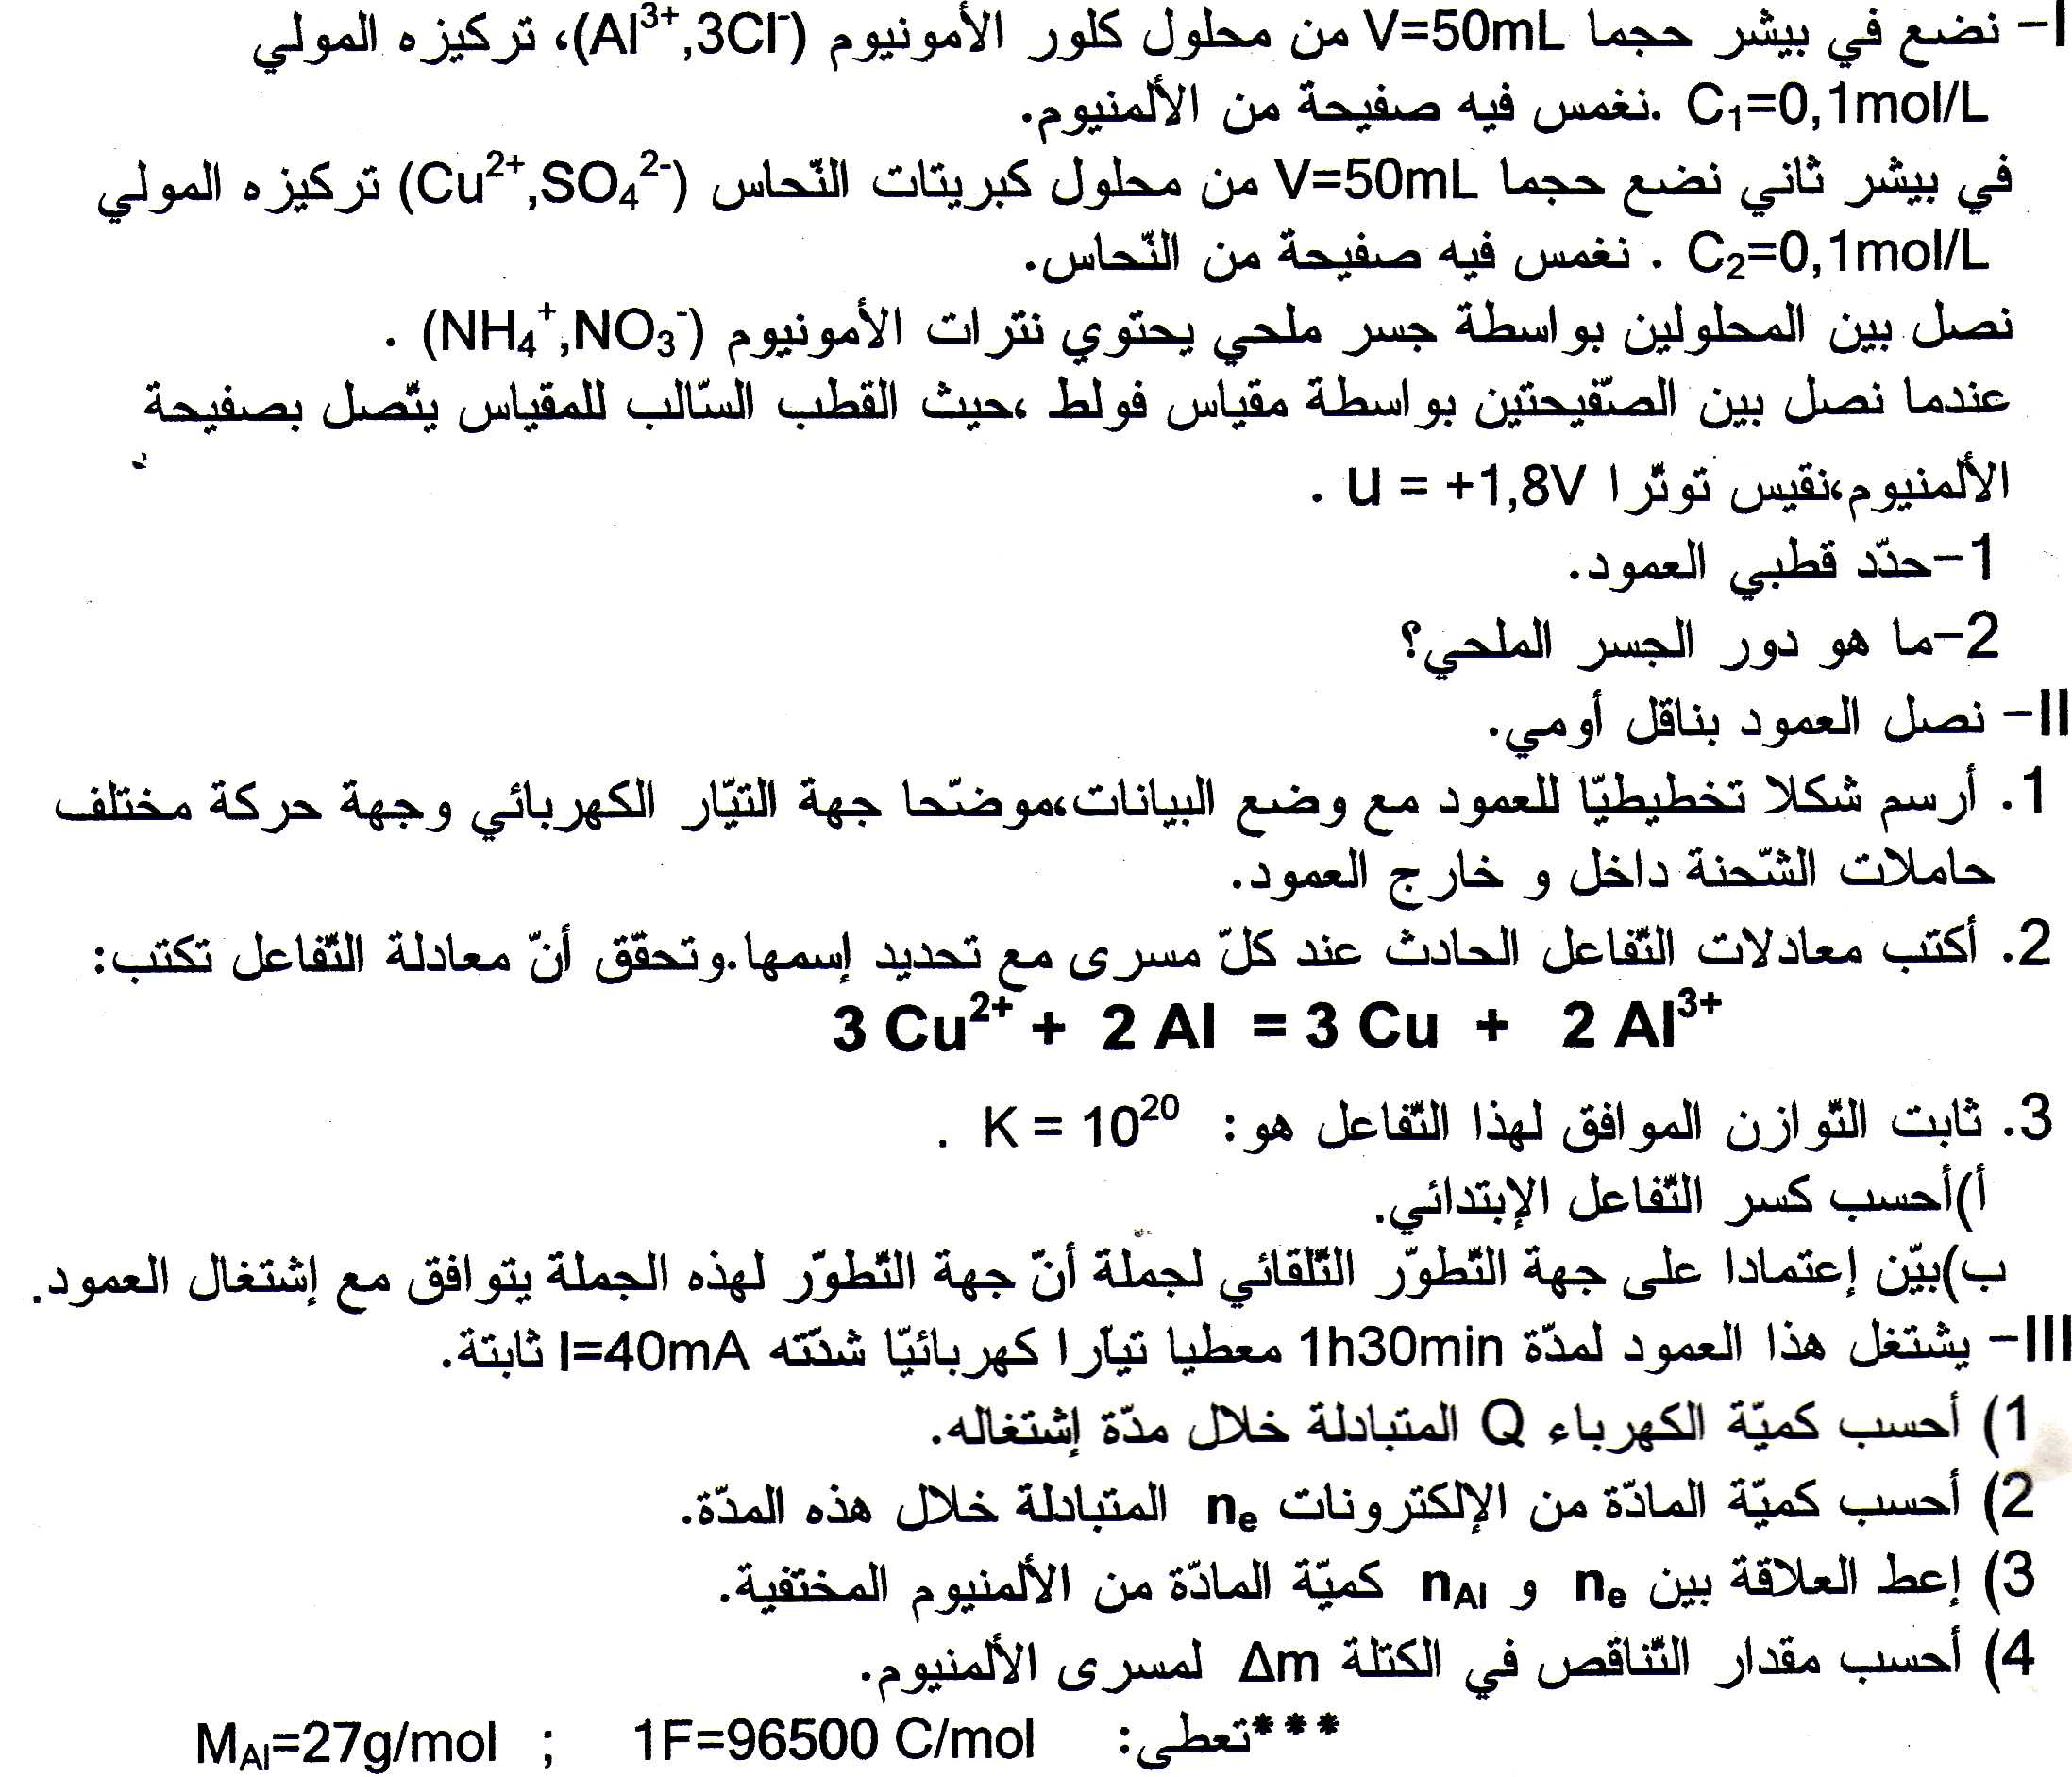 I- نضع في بيشر حجما V=50mL من محلول كلور الأمونيوم (Al³⁺,3Cl⁻)، تركيزه المولي
C₁=0,1mol/L .نغمس فيه صفيحة من الألمنيوم.
في بيشر ثاني نضع حجما V=50mL من محلول كبريتات النّحاس (Cu²⁺,SO₄²⁻) تركيزه المولي
C₂=0,1mol/L . نغمس فيه صفيحة من النّحاس.
نصل بين المحلولين بواسطة جسر ملحي يحتوي نترات الأمونيوم (NH₄⁺,NO₃⁻) .
عندما نصل بين الصّفيحتين بواسطة مقياس فولط ،حيث القطب السّالب للمقياس يتّصل بصفيحة
الألمنيوم،نقيس توتّرا u = +1,8V .
1-حدّد قطبي العمود.
2-ما هو دور الجسر الملحي؟
II- نصل العمود بناقل أومي.
1. أرسم شكلا تخطيطيّا للعمود مع وضع البيانات،موضّحا جهة التيّار الكهربائي وجهة حركة مختلف
حاملات الشّحنة داخل و خارج العمود.
2. أكتب معادلات التّفاعل الحادث عند كلّ مسرى مع تحديد إسمها.وتحقّق أنّ معادلة التّفاعل تكتب:
3 Cu²⁺ + 2 Al = 3 Cu + 2 Al³⁺
3. ثابت التّوازن الموافق لهذا التّفاعل هو: K = 10²⁰ .
أ)أحسب كسر التّفاعل الإبتدائي.
ب)بيّن إعتمادا على جهة التّطوّر التّلقائي لجملة أنّ جهة التّطوّر لهذه الجملة يتوافق مع إشتغال العمود.
III- يشتغل هذا العمود لمدّة 1h30min معطيا تيّارا كهربائيّا شدّته I=40mA ثابتة.
1) أحسب كميّة الكهرباء Q المتبادلة خلال مدّة إشتغاله.
2) أحسب كميّة المادّة من الإلكترونات nₑ المتبادلة خلال هذه المدّة.
3) إعط العلاقة بين nₑ و n_Al كميّة المادّة من الألمنيوم المختفية.
4) أحسب مقدار التّناقص في الكتلة Δm لمسرى الألمنيوم.
***تعطى: 1F=96500 C/mol ; M_Al=27g/mol